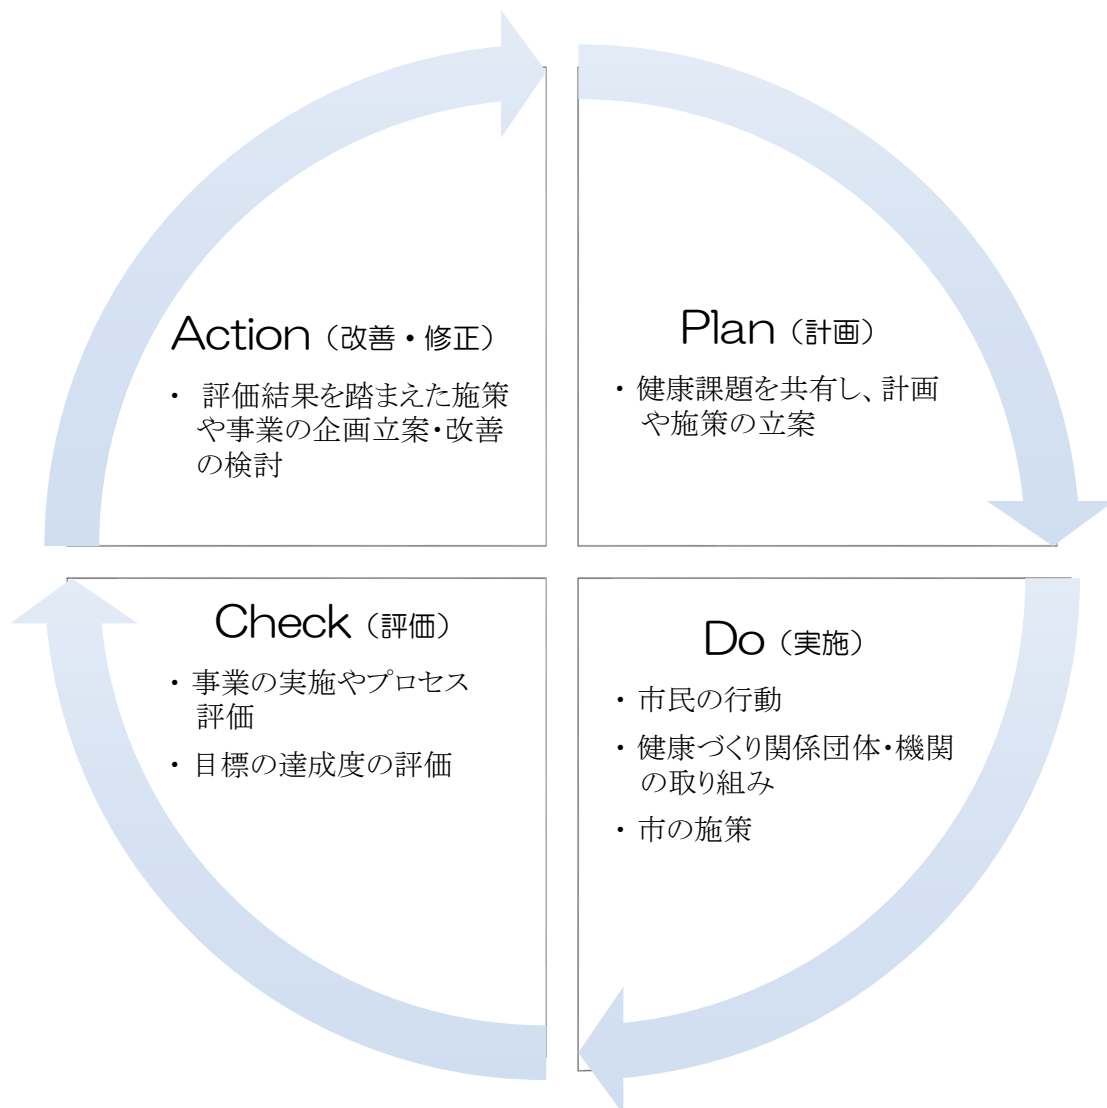 Action（改善・修正）
・ 評価結果を踏まえた施策
や事業の企画立案・改善
の検討
Plan（計画）
・健康課題を共有し、計画
や施策の立案
Check（評価）
・事業の実施やプロセス
評価
・目標の達成度の評価
Do（実施）
・市民の行動
・健康づくり関係団体・機関
の取り組み
・市の施策